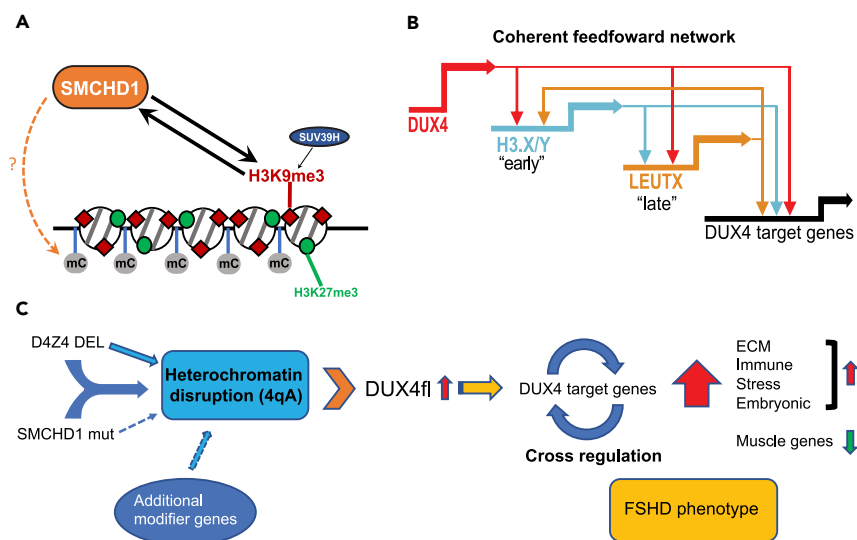 A
SMCHD1
?
SUV39H
H3K9me3
mC
mC
mC
mC
mC
H3K27me3
B
Coherent feedfoward network
DUX4
H3.X/Y
"early"
LEUTX
"late"
DUX4 target genes
C
D4Z4 DEL
SMCHD1 mut
Heterochromatin
disruption (4qA)
Additional
modifier genes
DUX4fl
DUX4 target genes
Cross regulation
ECM
Immune
Stress
Embryonic
Muscle genes
FSHD phenotype